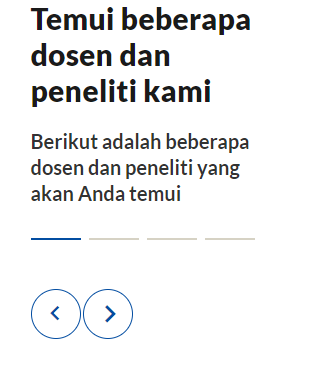 Temui beberapa
dosen dan
peneliti kami
Berikut adalah beberapa
dosen dan peneliti yang
akan Anda temui